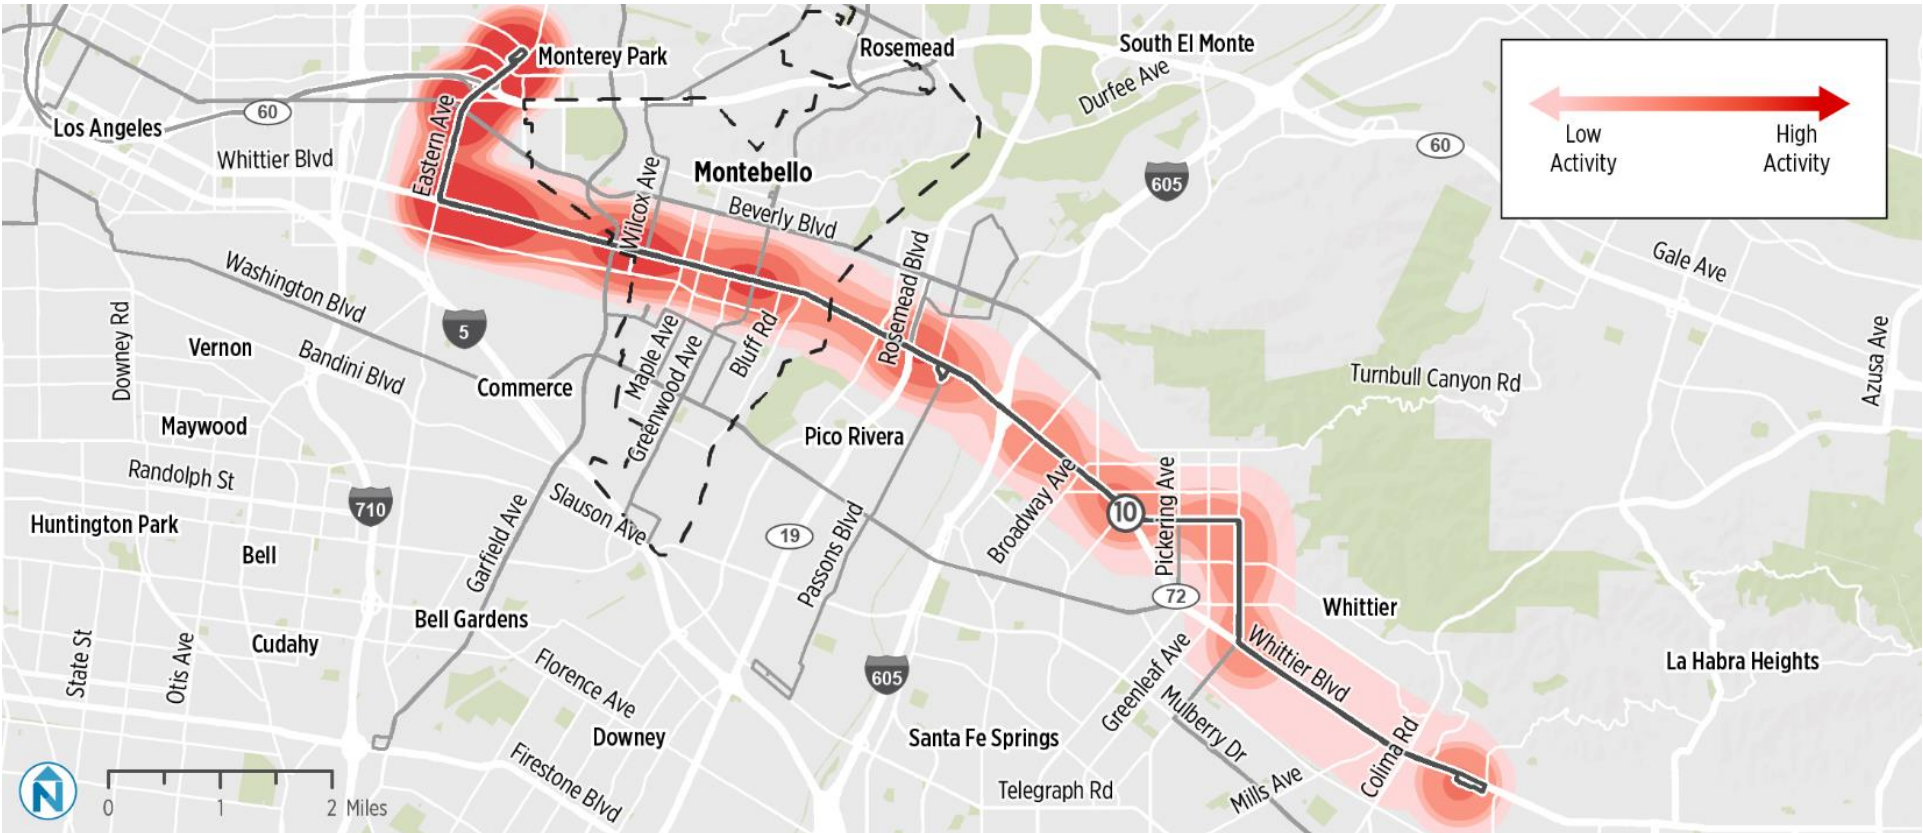 Monterey Park
Rosemead
South El Monte
Durfee Ave
Low
Activity
High
Activity
60
Los Angeles
Whittier Blvd
Eastern Ave
Montebello
605
60
Wilcox Ave
Beverly Blvd
Gale Ave
Washington Blvd
Rosemead Blvd
Downey Rd
5
Vernon
Bandini Blvd
Commerce
Maple Ave
Greenwood Ave
Bluff Rd
Turnbull Canyon Rd
Azusa Ave
Maywood
Pico Rivera
Randolph St
710
Slauson Ave
Huntington Park
Bell
Garfield Ave
19
Passons Blvd
Broadway Ave
10
Pickering Ave
72
Whittier
Bell Gardens
Cudahy
State St
Otis Ave
Florence Ave
605
Whittier Blvd
La Habra Heights
Greenleaf Ave
Mulberry Dr
Downey
Santa Fe Springs
Colima Rd
Firestone Blvd
Telegraph Rd
Mills Ave
N
0 1 2 Miles